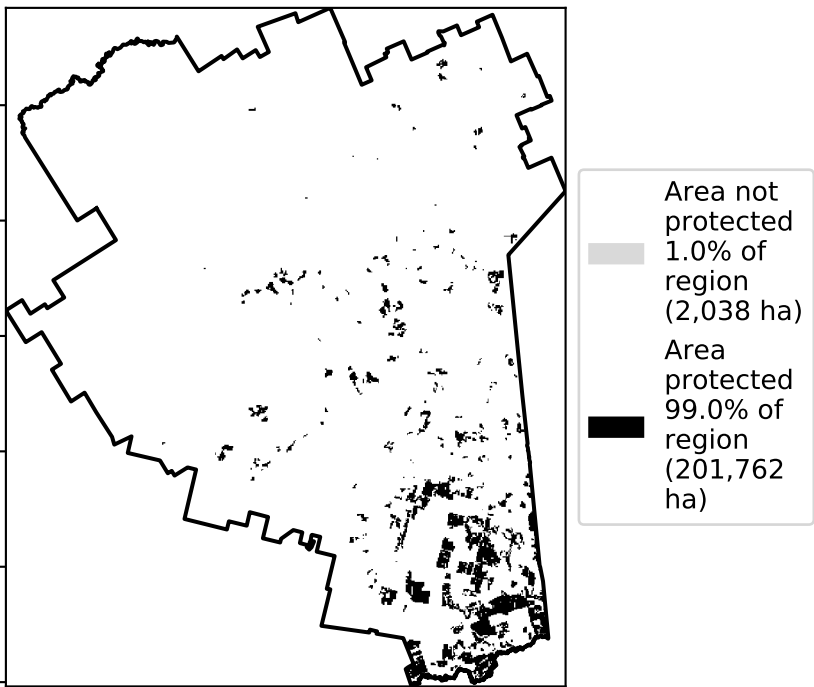 Area not
protected
1.0% of
region
(2,038 ha)
Area
protected
99.0% of
region
(201,762
ha)